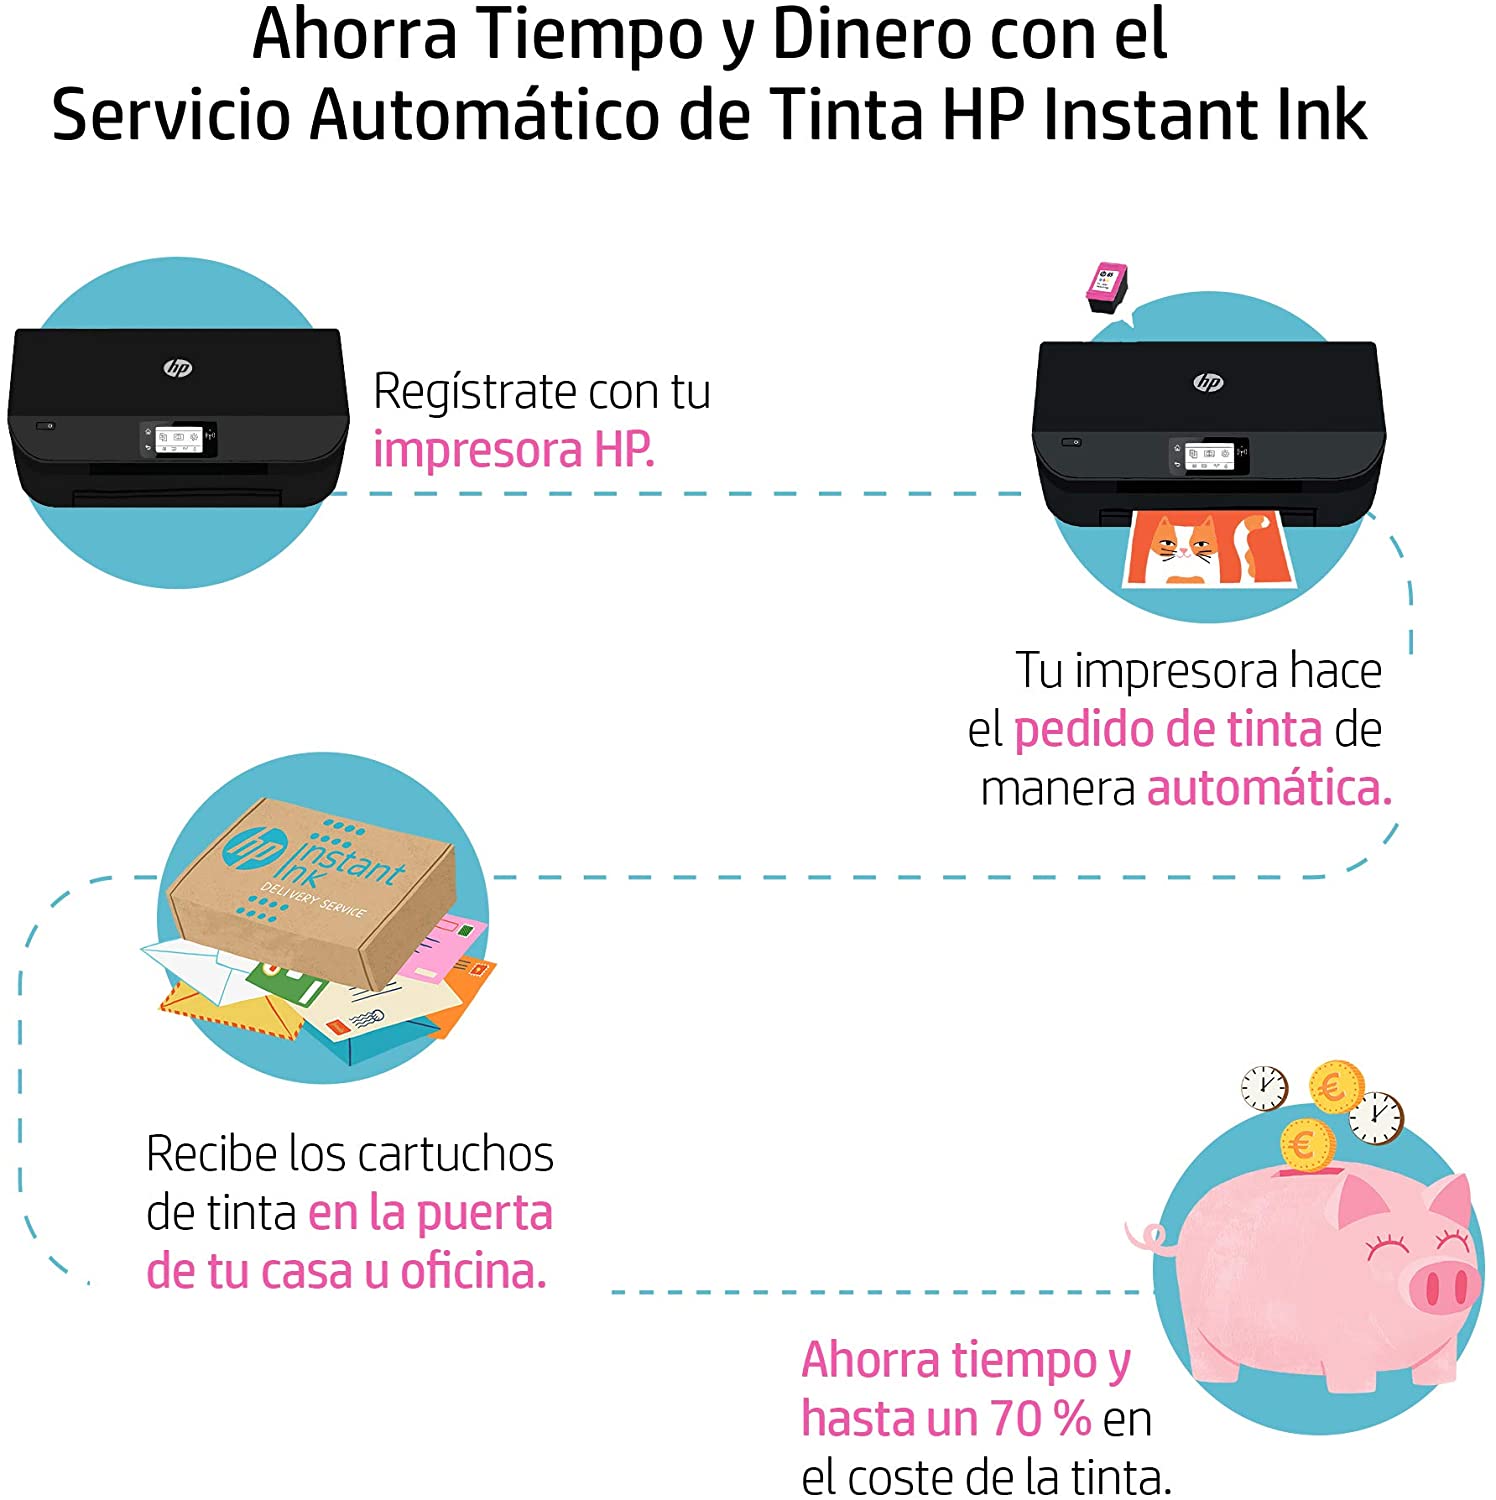 Ahorra Tiempo y Dinero con el
Servicio Automático de Tinta HP Instant Ink
hp
Regístrate con tu
impresora HP.
hp
Tu impresora hace
el pedido de tinta de
manera automática.
hp Instant
Ink
DELIVERY SERVICE
Recibe los cartuchos
de tinta en la puerta
de tu casa u oficina.
€
€
Ahorra tiempo y
hasta un 70 % en
el coste de la tinta.